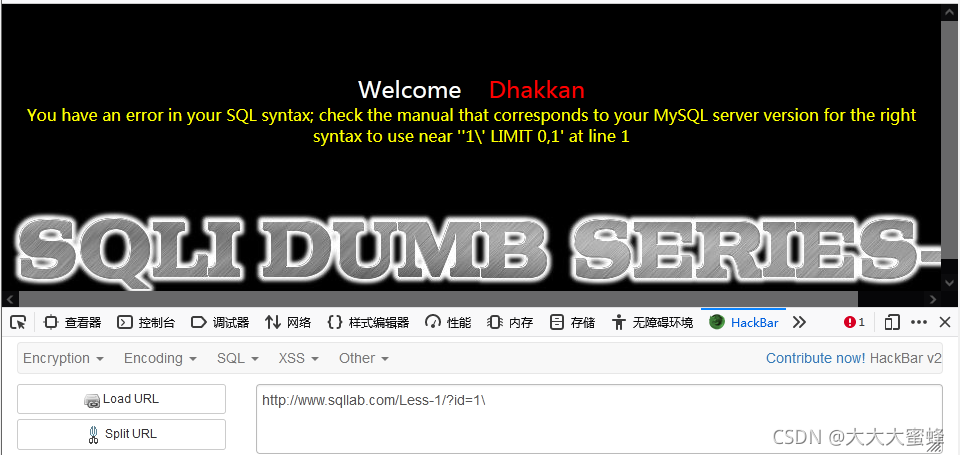 Welcome Dhakkan
You have an error in your SQL syntax; check the manual that corresponds to your MySQL server version for the right
syntax to use near ''1\' LIMIT 0,1' at line 1
SQLI DUMB SERIES-
查看器 控制台 调试器 网络 {} 样式编辑器 性能 内存 存储 无障碍环境 HackBar 1
Encryption Encoding SQL XSS Other Contribute now! HackBar v2
Load URL
http://www.sqllab.com/Less-1/?id=1\
Split URL
CSDN @大大大蜜蜂